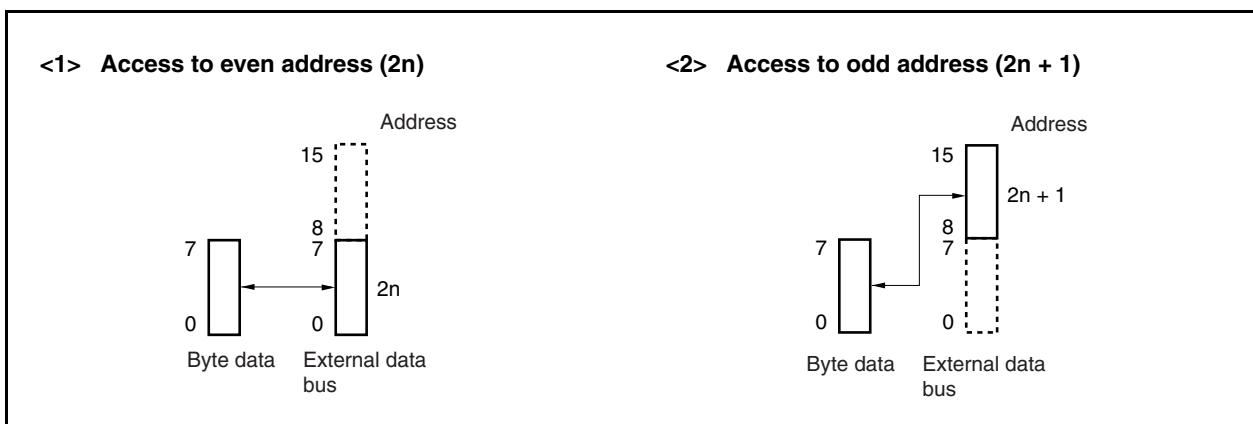 <1> Access to even address (2n)
Address
15
8
7
7
2n
0
0
Byte data
External data
bus
<2> Access to odd address (2n + 1)
Address
15
2n + 1
8
7
7
0
0
Byte data
External data
bus